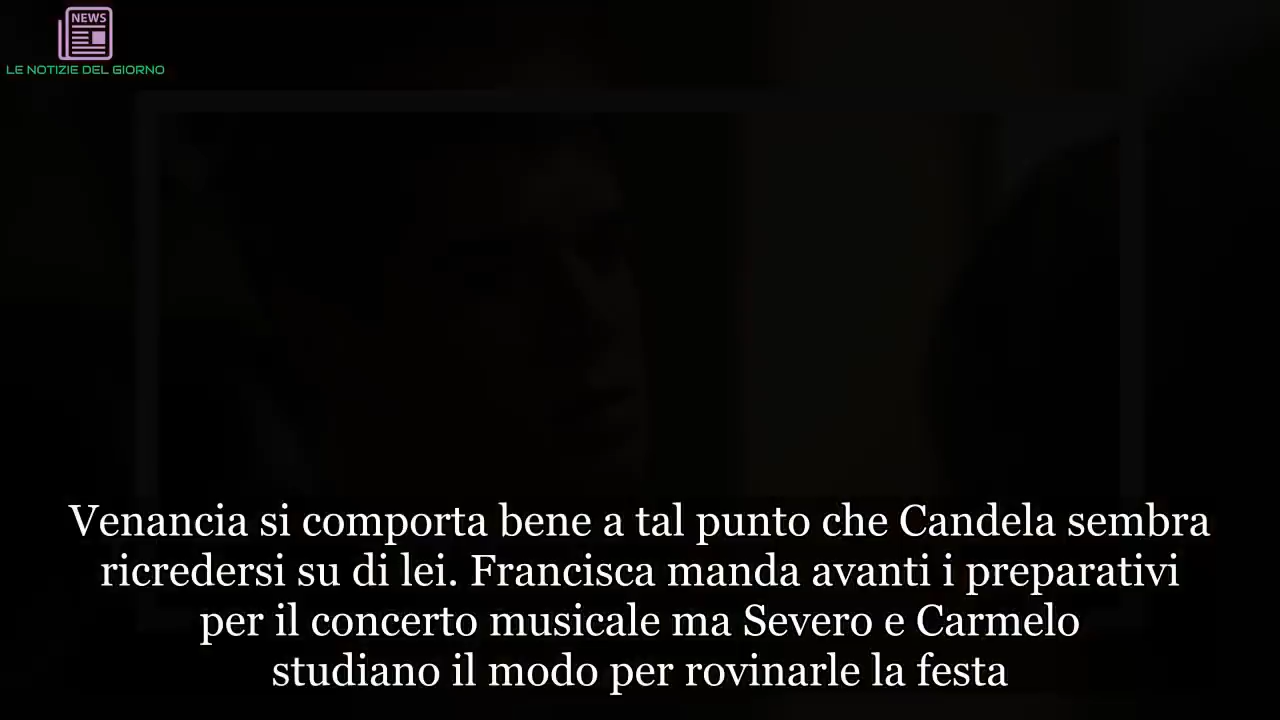 NEWS
LE NOTIZIE DEL GIORNO
Venancia si comporta bene a tal punto che Candela sembra
ricredersi su di lei. Francisca manda avanti i preparativi
per il concerto musicale ma Severo e Carmelo
studiano il modo per rovinarle la festa